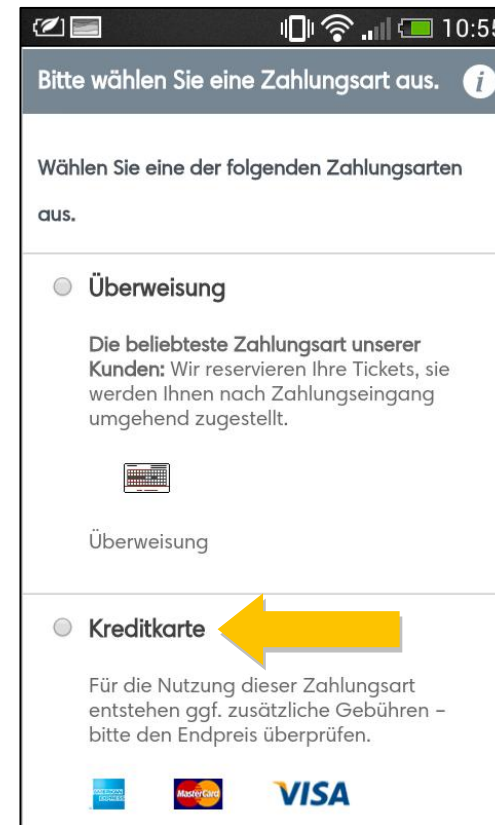 10:55
Bitte wählen Sie eine Zahlungsart aus. i
Wählen Sie eine der folgenden Zahlungsarten
aus.
Überweisung
Die beliebteste Zahlungsart unserer
Kunden: Wir reservieren Ihre Tickets, sie
werden Ihnen nach Zahlungseingang
umgehend zugestellt.
Überweisung
Kreditkarte
Für die Nutzung dieser Zahlungsart
entstehen ggf. zusätzliche Gebühren –
bitte den Endpreis überprüfen.
AMERICAN EXPRESS MasterCard VISA